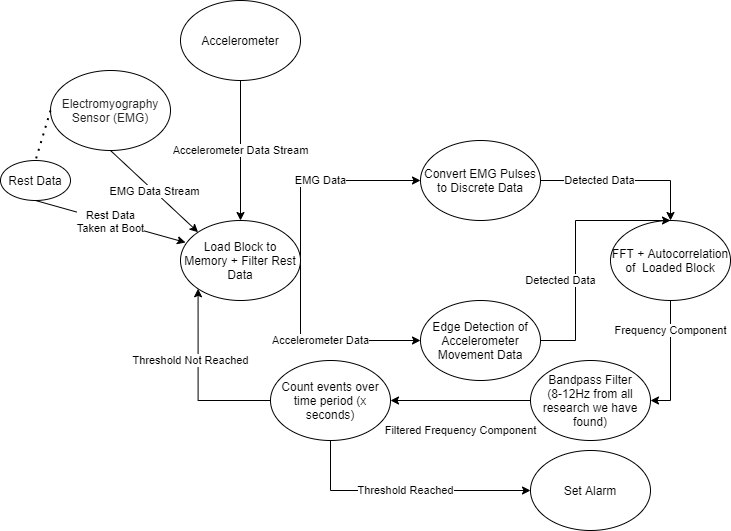 Accelerometer
Electromyography
Sensor (EMG)
Rest Data
Accelerometer Data Stream
EMG Data Stream
Rest Data
Taken at Boot
Load Block to
Memory + Filter Rest
Data
EMG Data
Convert EMG Pulses
to Discrete Data
Detected Data
FFT + Autocorrelation
of Loaded Block
Detected Data
Accelerometer Data
Edge Detection of
Accelerometer
Movement Data
Frequency Component
Threshold Not Reached
Count events over
time period (x
seconds)
Bandpass Filter
(8-12Hz from all
research we have
found)
Filtered Frequency Component
Threshold Reached
Set Alarm